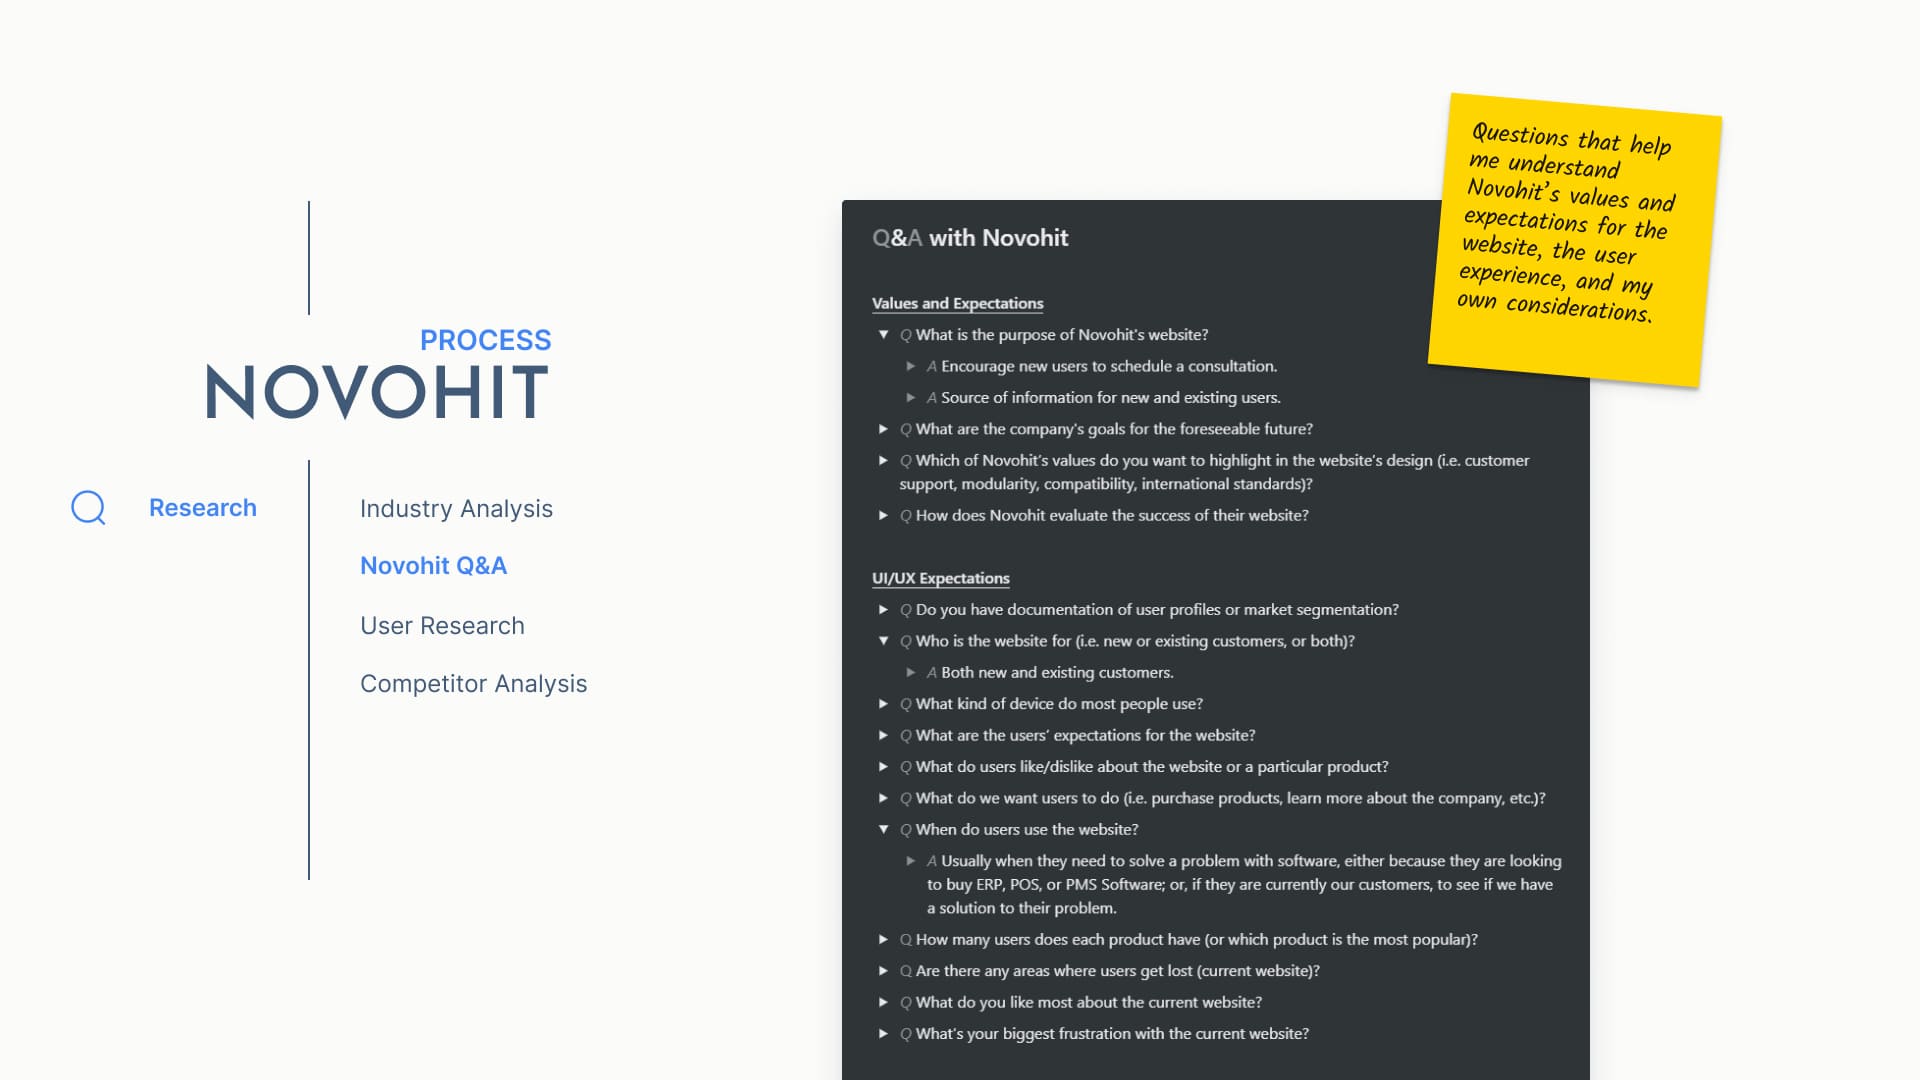 PROCESS
NOVOHIT
Research
Industry Analysis
Novohit Q&A
User Research
Competitor Analysis
Q&A with Novohit
Values and Expectations
Q What is the purpose of Novohit's website?
A Encourage new users to schedule a consultation.
A Source of information for new and existing users.
Q What are the company's goals for the foreseeable future?
Q Which of Novohit's values do you want to highlight in the website's design (i.e. customer
support, modularity, compatibility, international standards)?
Q How does Novohit evaluate the success of their website?
UI/UX Expectations
Q Do you have documentation of user profiles or market segmentation?
Q Who is the website for (i.e. new or existing customers, or both)?
A Both new and existing customers.
Q What kind of device do most people use?
Q What are the users' expectations for the website?
Q What do users like/dislike about the website or a particular product?
Q What do we want users to do (i.e. purchase products, learn more about the company, etc.)?
Q When do users use the website?
A Usually when they need to solve a problem with software, either because they are looking
to buy ERP, POS, or PMS Software; or, if they are currently our customers, to see if we have
a solution to their problem.
Q How many users does each product have (or which product is the most popular)?
Q Are there any areas where users get lost (current website)?
Q What do you like most about the current website?
Q What's your biggest frustration with the current website?
Questions that help
me understand
Novohit's values and
expectations for the
website, the user
experience, and my
own considerations.